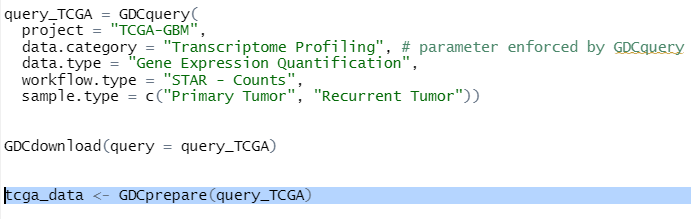 query_TCGA = GDCquery(
project = "TCGA-GBM",
data.category = "Transcriptome Profiling", # parameter enforced by GDCquery
data.type = "Gene Expression Quantification",
workflow.type = "STAR - Counts",
sample.type = c("Primary Tumor", "Recurrent Tumor"))
GDCdownload(query = query_TCGA)
tcga_data <- GDCprepare(query_TCGA)